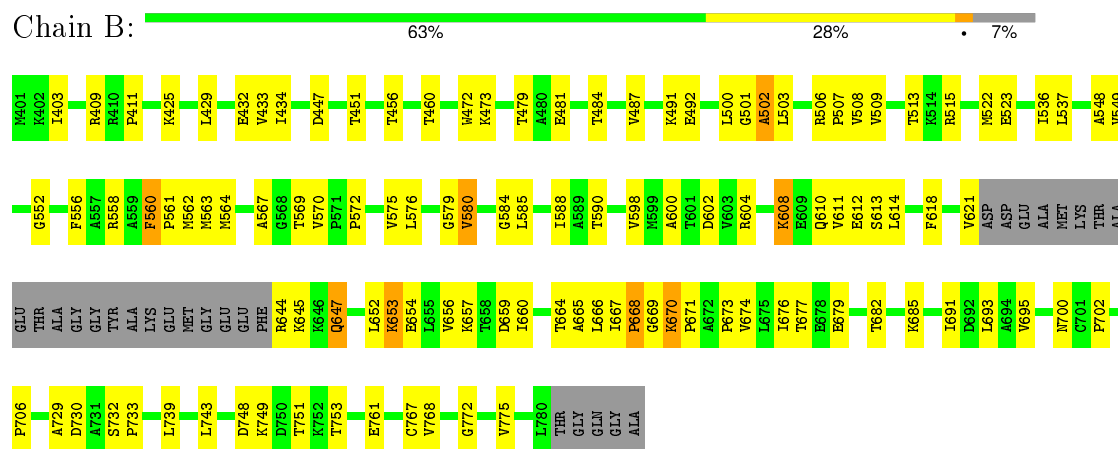 Chain B:
63% 28% • 7%
M401 K402 I403 R409 R410 P411 K425 L429 E432 V433 I434 D447 T451 T456 T460 W472 K473 T479 A480 E481 T484 V487 K491 E492 L500 G501 A502 L503 R506 P507 V508 V509 T513 K514 R515 M522 E523 I536 L537 A548 V549
G552 F556 A557 R558 A559 F560 P561 M562 M563 M564 A567 G568 T569 V570 P571 P572 V575 L576 G579 V580 G584 L585 I588 A589 T590 V598 M599 A600 T601 D602 V603 R604 K608 E609 Q610 V611 E612 S613 L614 F618 V621 ASP ASP GLU ALA MET LYS THR ALA
GLU THR ALA GLY GLY TYR ALA LYS GLU MET GLY GLU GLU PHE R644 K645 K646 Q647 L652 K653 E654 L655 V656 K657 T658 D659 I660 T664 A665 L666 I667 P668 G669 K670 P671 A672 P673 V674 L675 I676 T677 E678 E679 T682 K685 I691 D692 L693 A694 V695 N700 C701 P702
P706 A729 D730 A731 S732 P733 L739 L743 D748 K749 D750 T751 K752 T753 E761 C767 V768 G772 V775 L780 THR GLY GLN GLY ALA